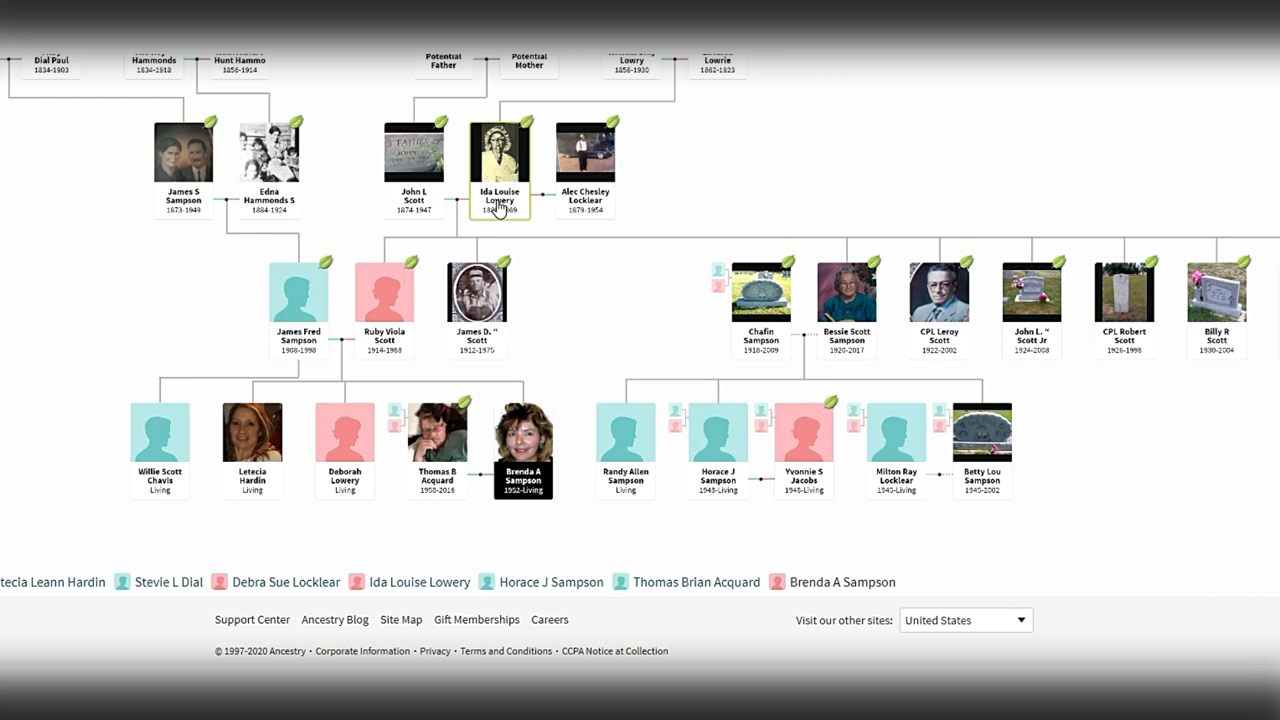 Dial Paul
1834-1903
Hammonds
1834-1918
Hunt Hammo
1856-1914
Potential
Father
Potential
Mother
Lowry
1858-1930
Lowrie
1862-1923
James S
Sampson
1873-1949
Edna
Hammonds S
1884-1924
John L
Scott
1874-1947
Ida Louise
Lowery
Alec Chesley
Locklear
1879-1954
James Fred
Sampson
1908-1998
Ruby Viola
Scott
1914-1988
James D. "
Scott
1912-1975
Chafin
Sampson
1918-2009
Bessie Scott
Sampson
1920-2017
CPL Leroy
Scott
1922-2002
John L. "
Scott Jr
1924-2008
CPL Robert
Scott
1926-1998
Billy R
Scott
1930-2004
Willie Scott
Chavis
Living
Letecia
Hardin
Living
Deborah
Lowery
Living
Thomas B
Acquard
1958-2016
Brenda A
Sampson
1952-Living
Randy Allen
Sampson
Living
Horace J
Sampson
1943-Living
Yvonnie S
Jacobs
1948-Living
Milton Ray
Locklear
1945-Living
Betty Lou
Sampson
1945-2002
tecia Leann Hardin Stevie L Dial Debra Sue Locklear Ida Louise Lowery Horace J Sampson Thomas Brian Acquard Brenda A Sampson
Support Center Ancestry Blog Site Map Gift Memberships Careers Visit our other sites: United States
© 1997-2020 Ancestry • Corporate Information • Privacy • Terms and Conditions • CCPA Notice at Collection